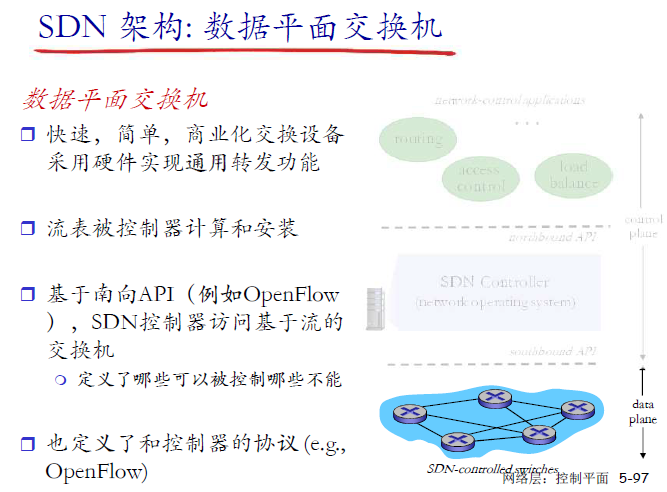 SDN 架构: 数据平面交换机
数据平面交换机
快速，简单，商业化交换设备
采用硬件实现通用转发功能
流表被控制器计算和安装
基于南向API（例如OpenFlow
），SDN控制器访问基于流的
交换机
定义了哪些可以被控制哪些不能
也定义了和控制器的协议 (e.g.,
OpenFlow)
network-control applications
...
routing
access
control
load
balance
control
plane
northbound API
SDN Controller
(network operating system)
southbound API
data
plane
SDN-controlled switches
网络层：控制平面 5-97